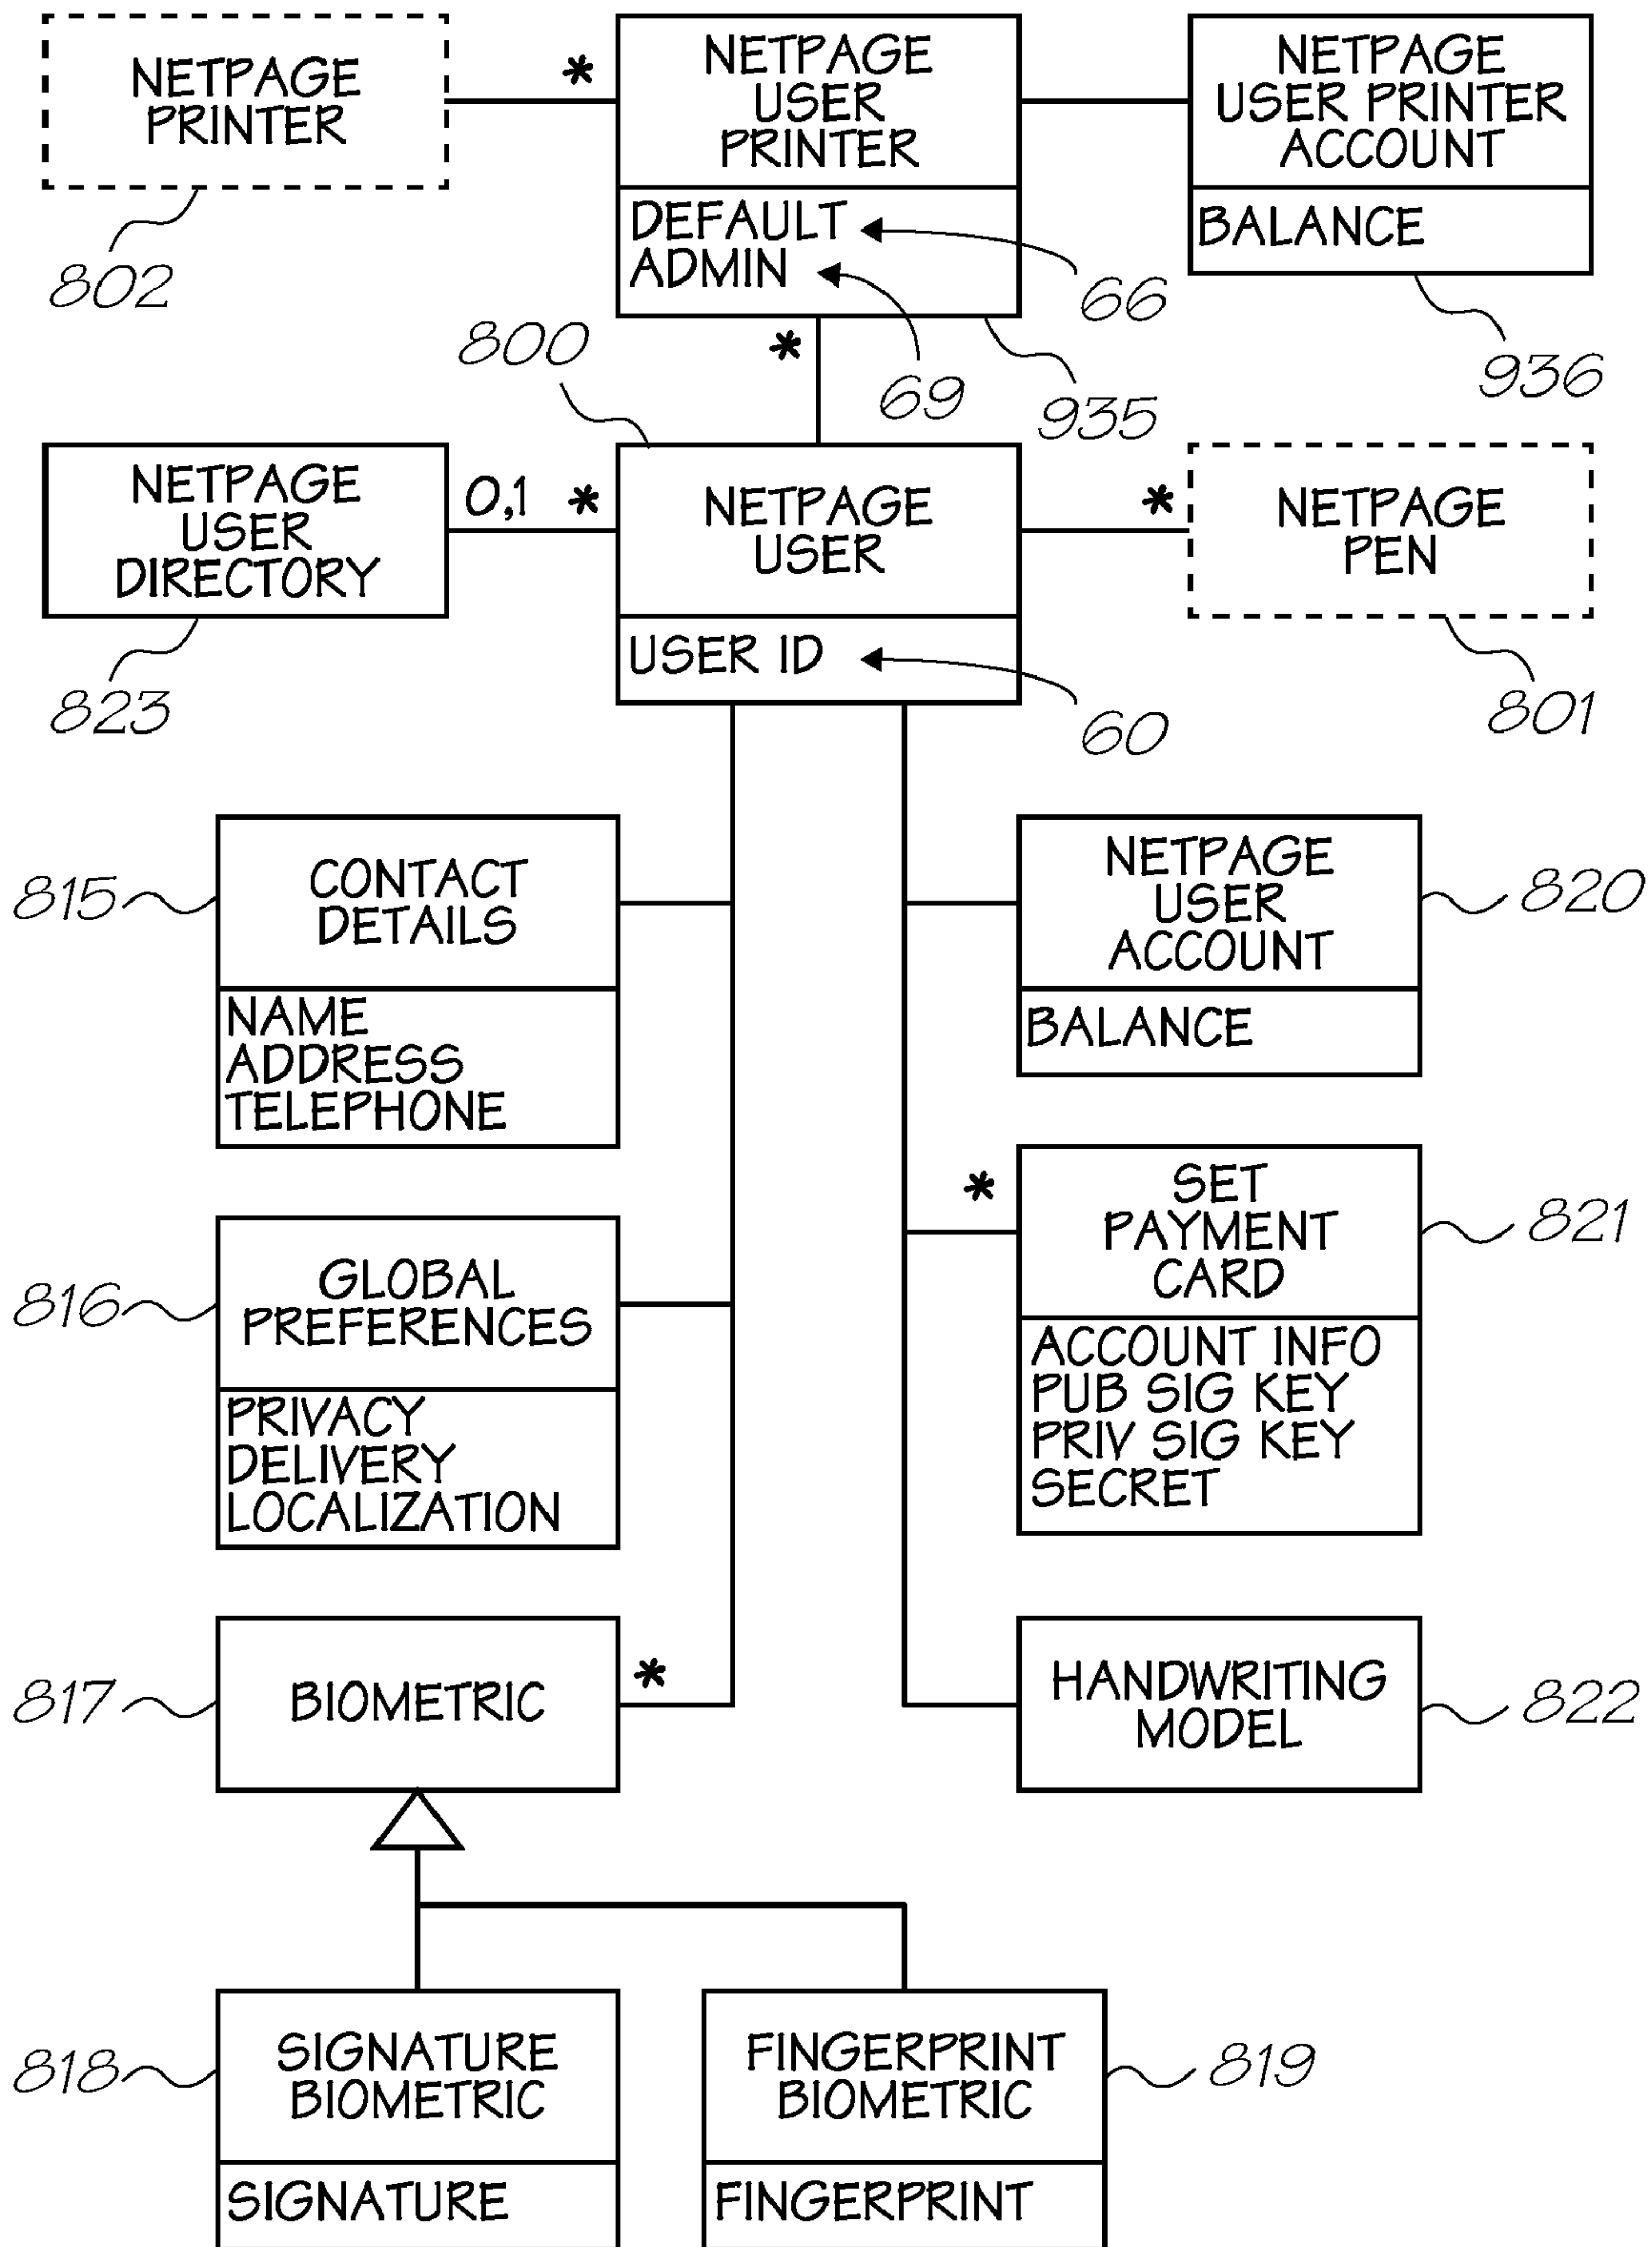 NETPAGE
PRINTER
802
*
NETPAGE
USER
PRINTER
DEFAULT
ADMIN
66
69
935
NETPAGE
USER PRINTER
ACCOUNT
BALANCE
936
*
800
NETPAGE
USER
DIRECTORY
823
0,1 *
NETPAGE
USER
USER ID
60
*
NETPAGE
PEN
801
815
CONTACT
DETAILS
NAME
ADDRESS
TELEPHONE
NETPAGE
USER
ACCOUNT
BALANCE
820
816
GLOBAL
PREFERENCES
PRIVACY
DELIVERY
LOCALIZATION
*
SET
PAYMENT
CARD
ACCOUNT INFO
PUB SIG KEY
PRIV SIG KEY
SECRET
821
817
BIOMETRIC
*
HANDWRITING
MODEL
822
818
SIGNATURE
BIOMETRIC
SIGNATURE
FINGERPRINT
BIOMETRIC
FINGERPRINT
819